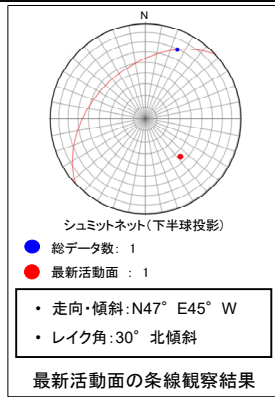 N
シュミットネット(下半球投影)
総データ数: 1
最新活動面 : 1
・ 走向・傾斜:N47°E45°W
・ レイク角:30°北傾斜
最新活動面の条線観察結果